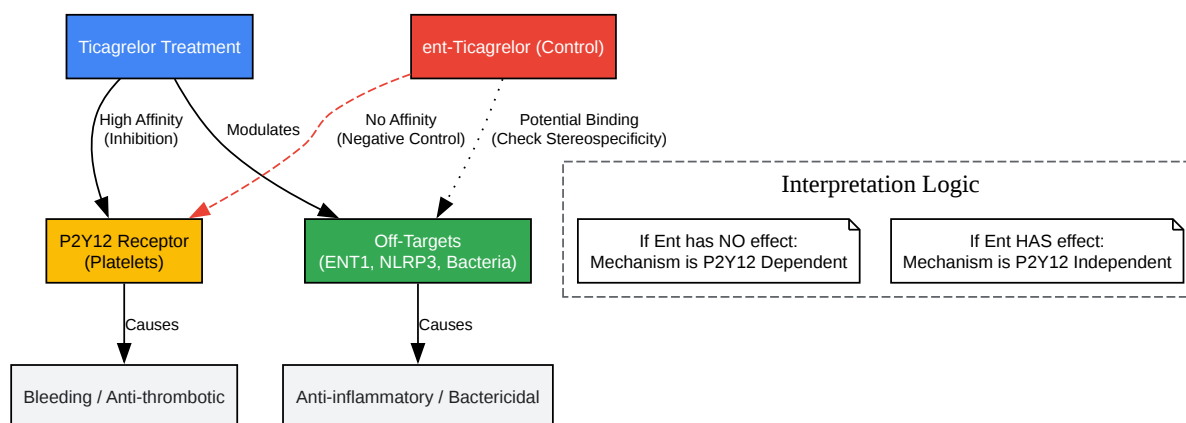 Ticagrelor Treatment
ent-Ticagrelor (Control)
High Affinity
(Inhibition)
Modulates
No Affinity
(Negative Control)
Potential Binding
(Check Stereospecificity)
Interpretation Logic
P2Y12 Receptor
(Platelets)
Off-Targets
(ENT1, NLRP3, Bacteria)
If Ent has NO effect:
Mechanism is P2Y12 Dependent
If Ent HAS effect:
Mechanism is P2Y12 Independent
Causes
Causes
Bleeding / Anti-thrombotic
Anti-inflammatory / Bactericidal